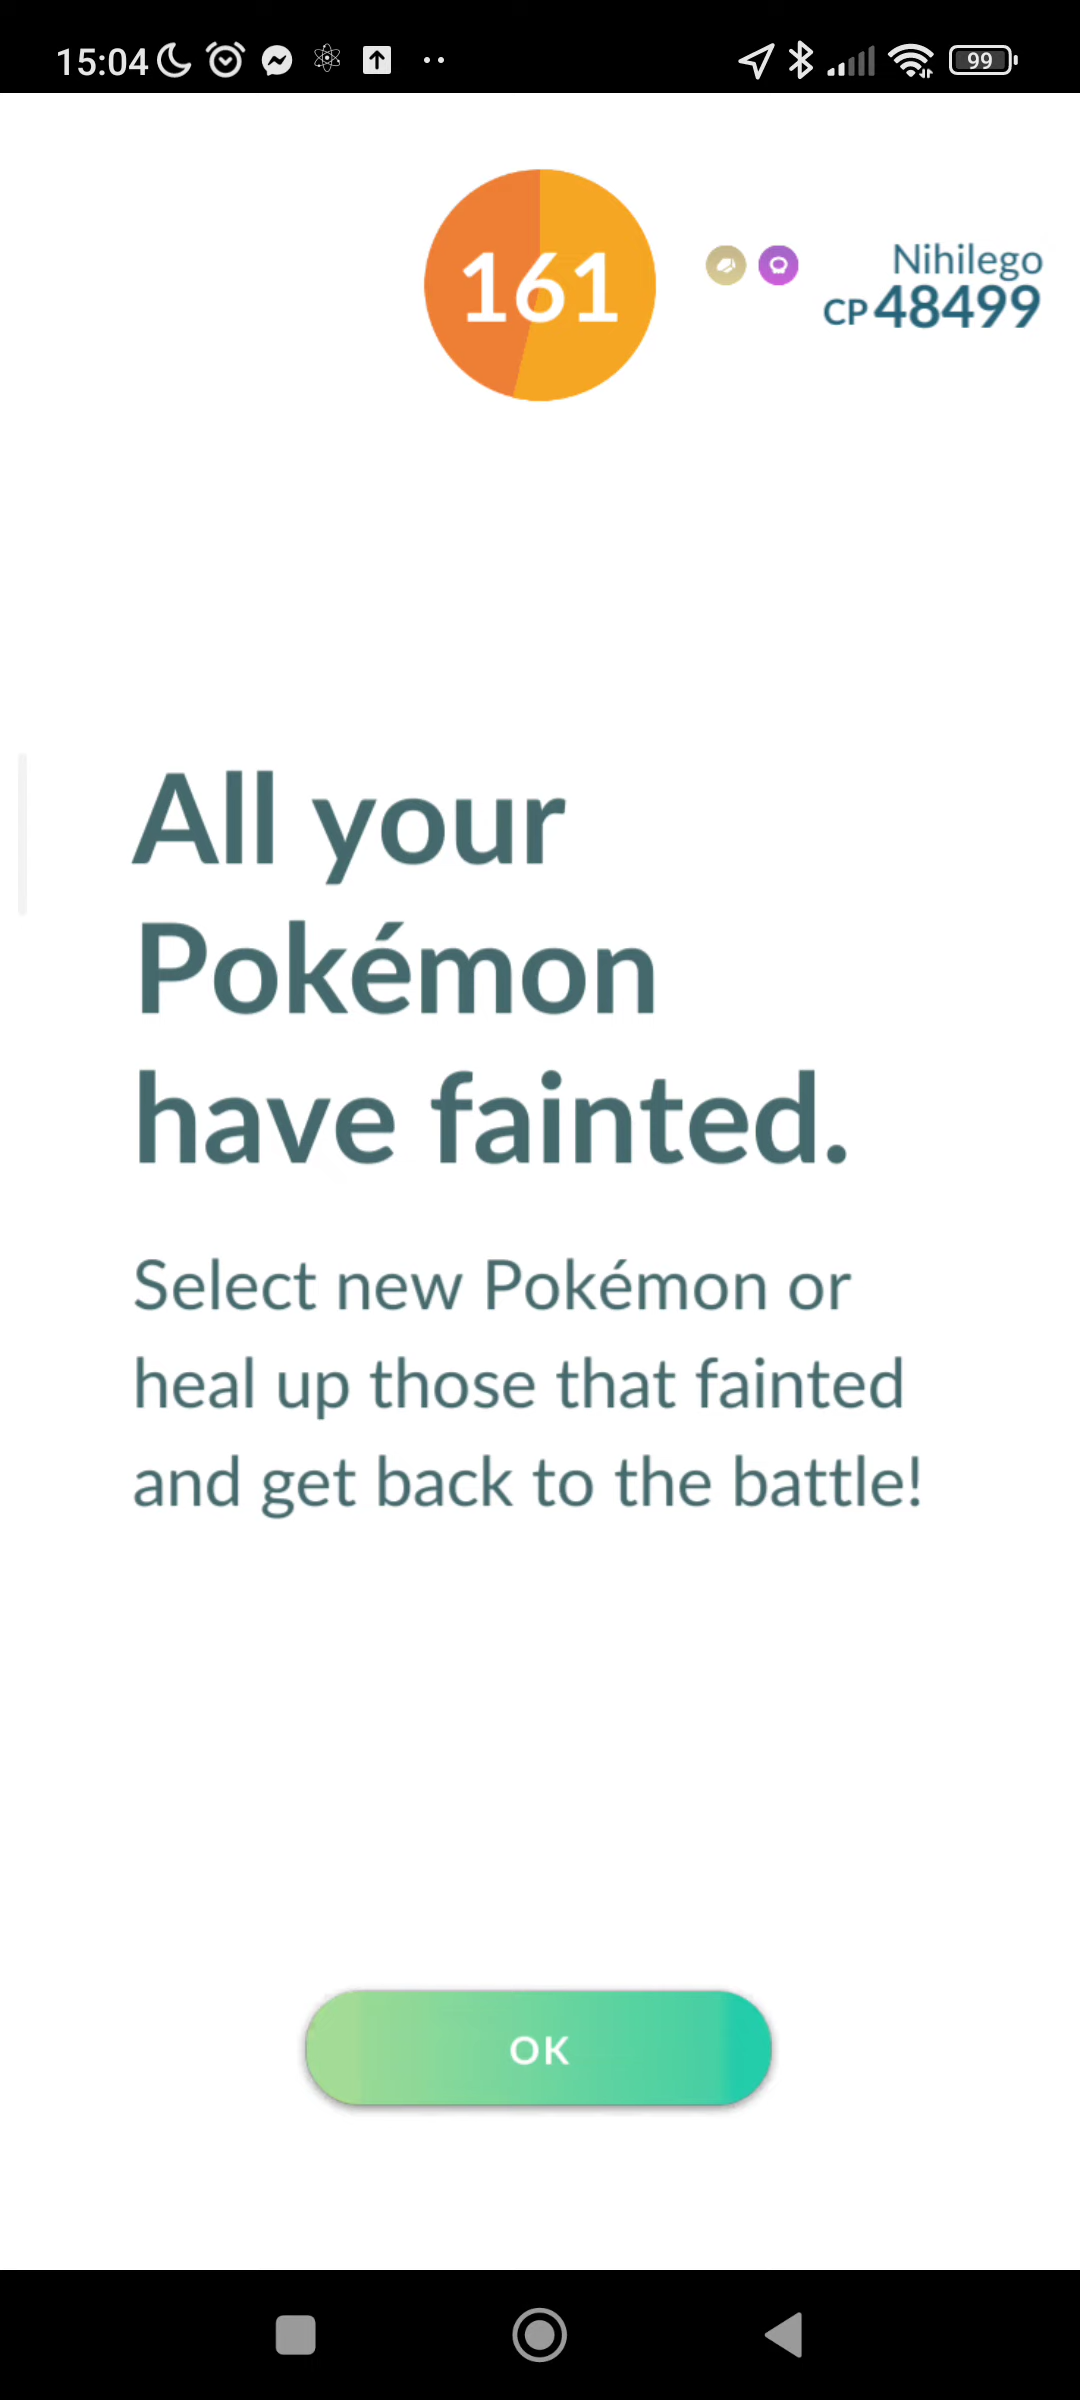 15:04
99
161
Nihilego
CP48499
All your
Pokémon
have fainted.
Select new Pokémon or
heal up those that fainted
and get back to the battle!
OK